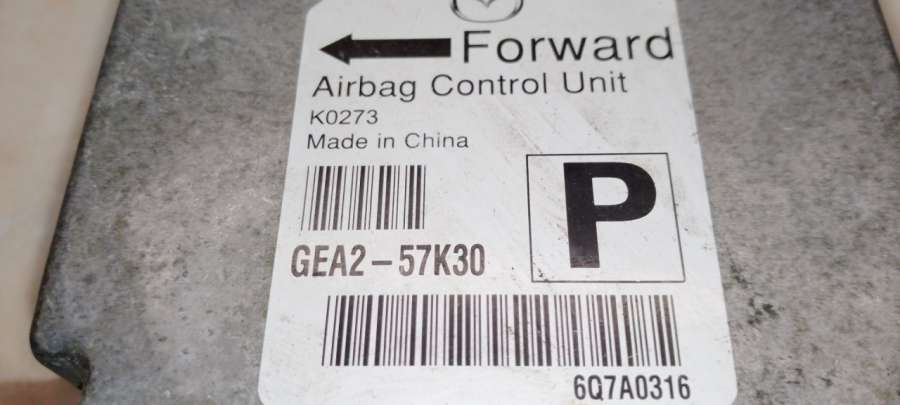 Forward
Airbag Control Unit
K0273
Made in China
P
GEA2-57K30
6Q7A0316